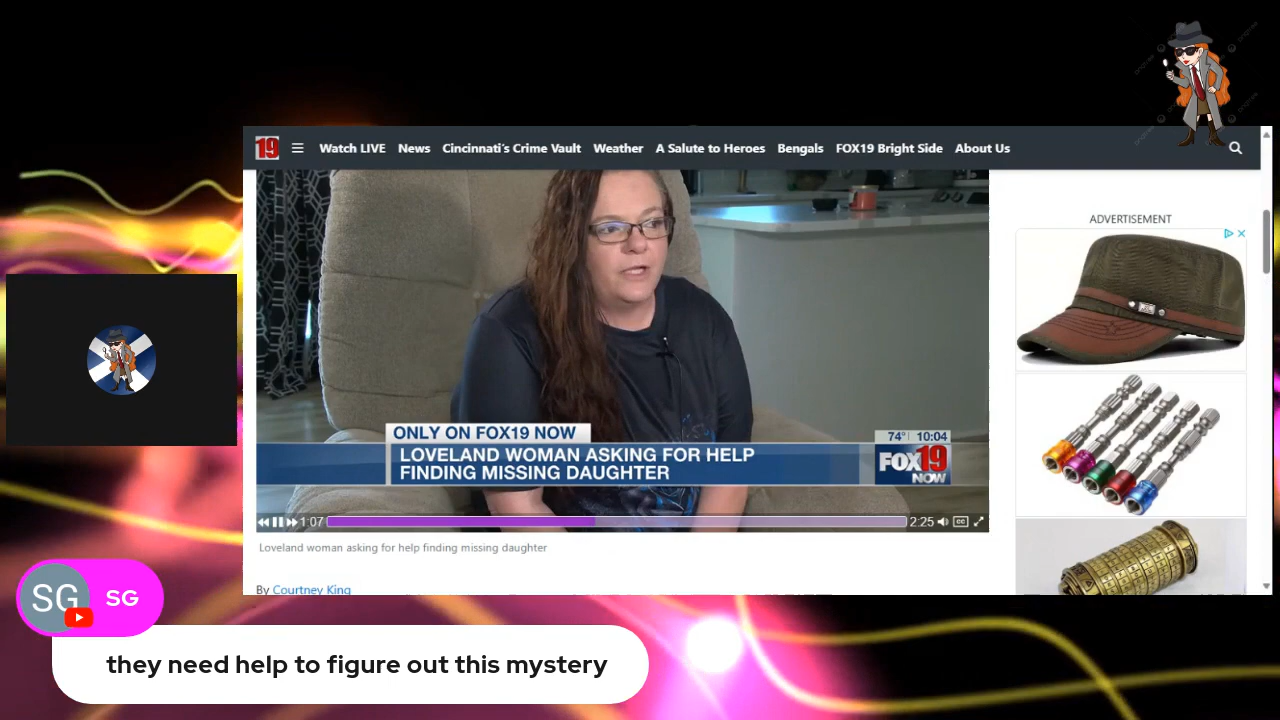 19 Watch LIVE News Cincinnati's Crime Vault Weather A Salute to Heroes Bengals FOX19 Bright Side About Us
ADVERTISEMENT
ONLY ON FOX19 NOW
74° 10:04
LOVELAND WOMAN ASKING FOR HELP
FINDING MISSING DAUGHTER
FOX19
NOW
1:07 2:25 CC
Loveland woman asking for help finding missing daughter
By Courtney King
SG SG
they need help to figure out this mystery